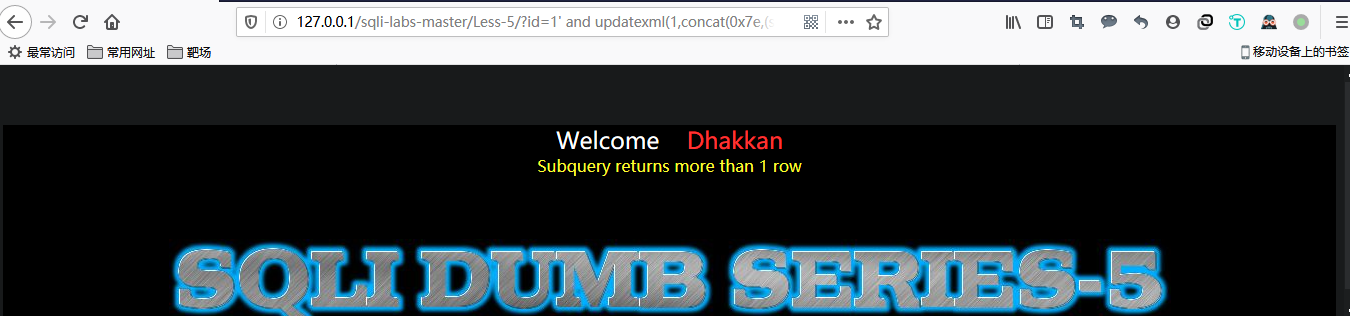 127.0.0.1/sqli-labs-master/Less-5/?id=1' and updatexml(1,concat(0x7e,(s
最常访问 常用网址 靶场 移动设备上的书签
Welcome Dhakkan
Subquery returns more than 1 row
SQLI DUMB SERIES-5